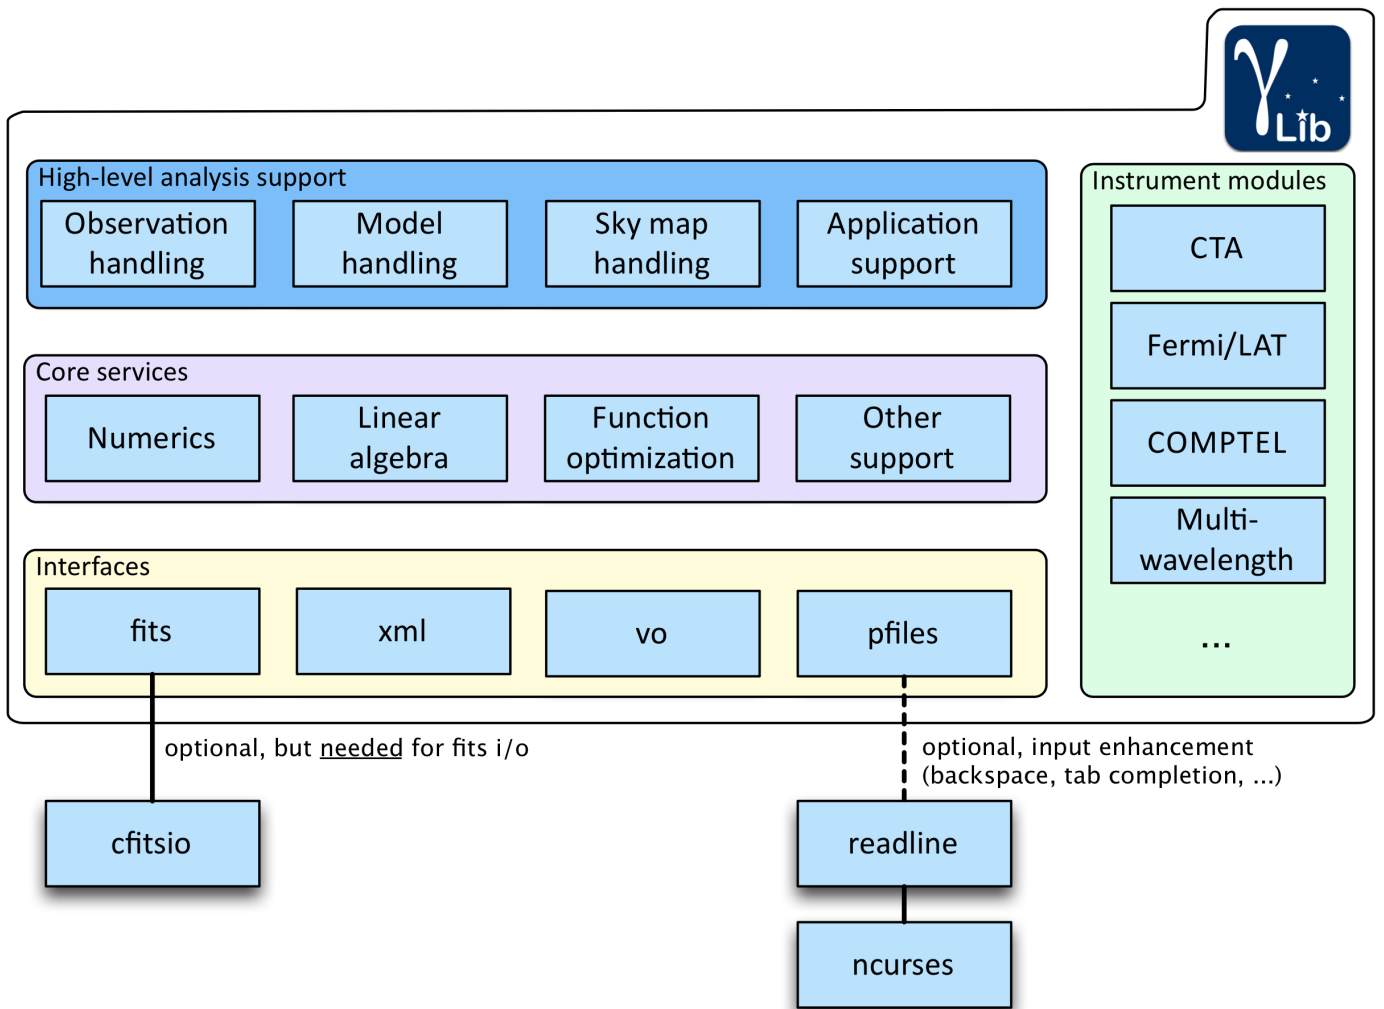 γ
Lib
High-level analysis support
Observation
handling
Model
handling
Sky map
handling
Application
support
Instrument modules
CTA
Fermi/LAT
COMPTEL
Multi-
wavelength
...
Core services
Numerics
Linear
algebra
Function
optimization
Other
support
Interfaces
fits
xml
vo
pfiles
optional, but needed for fits i/o
optional, input enhancement
(backspace, tab completion, ...)
cfitsio
readline
ncurses